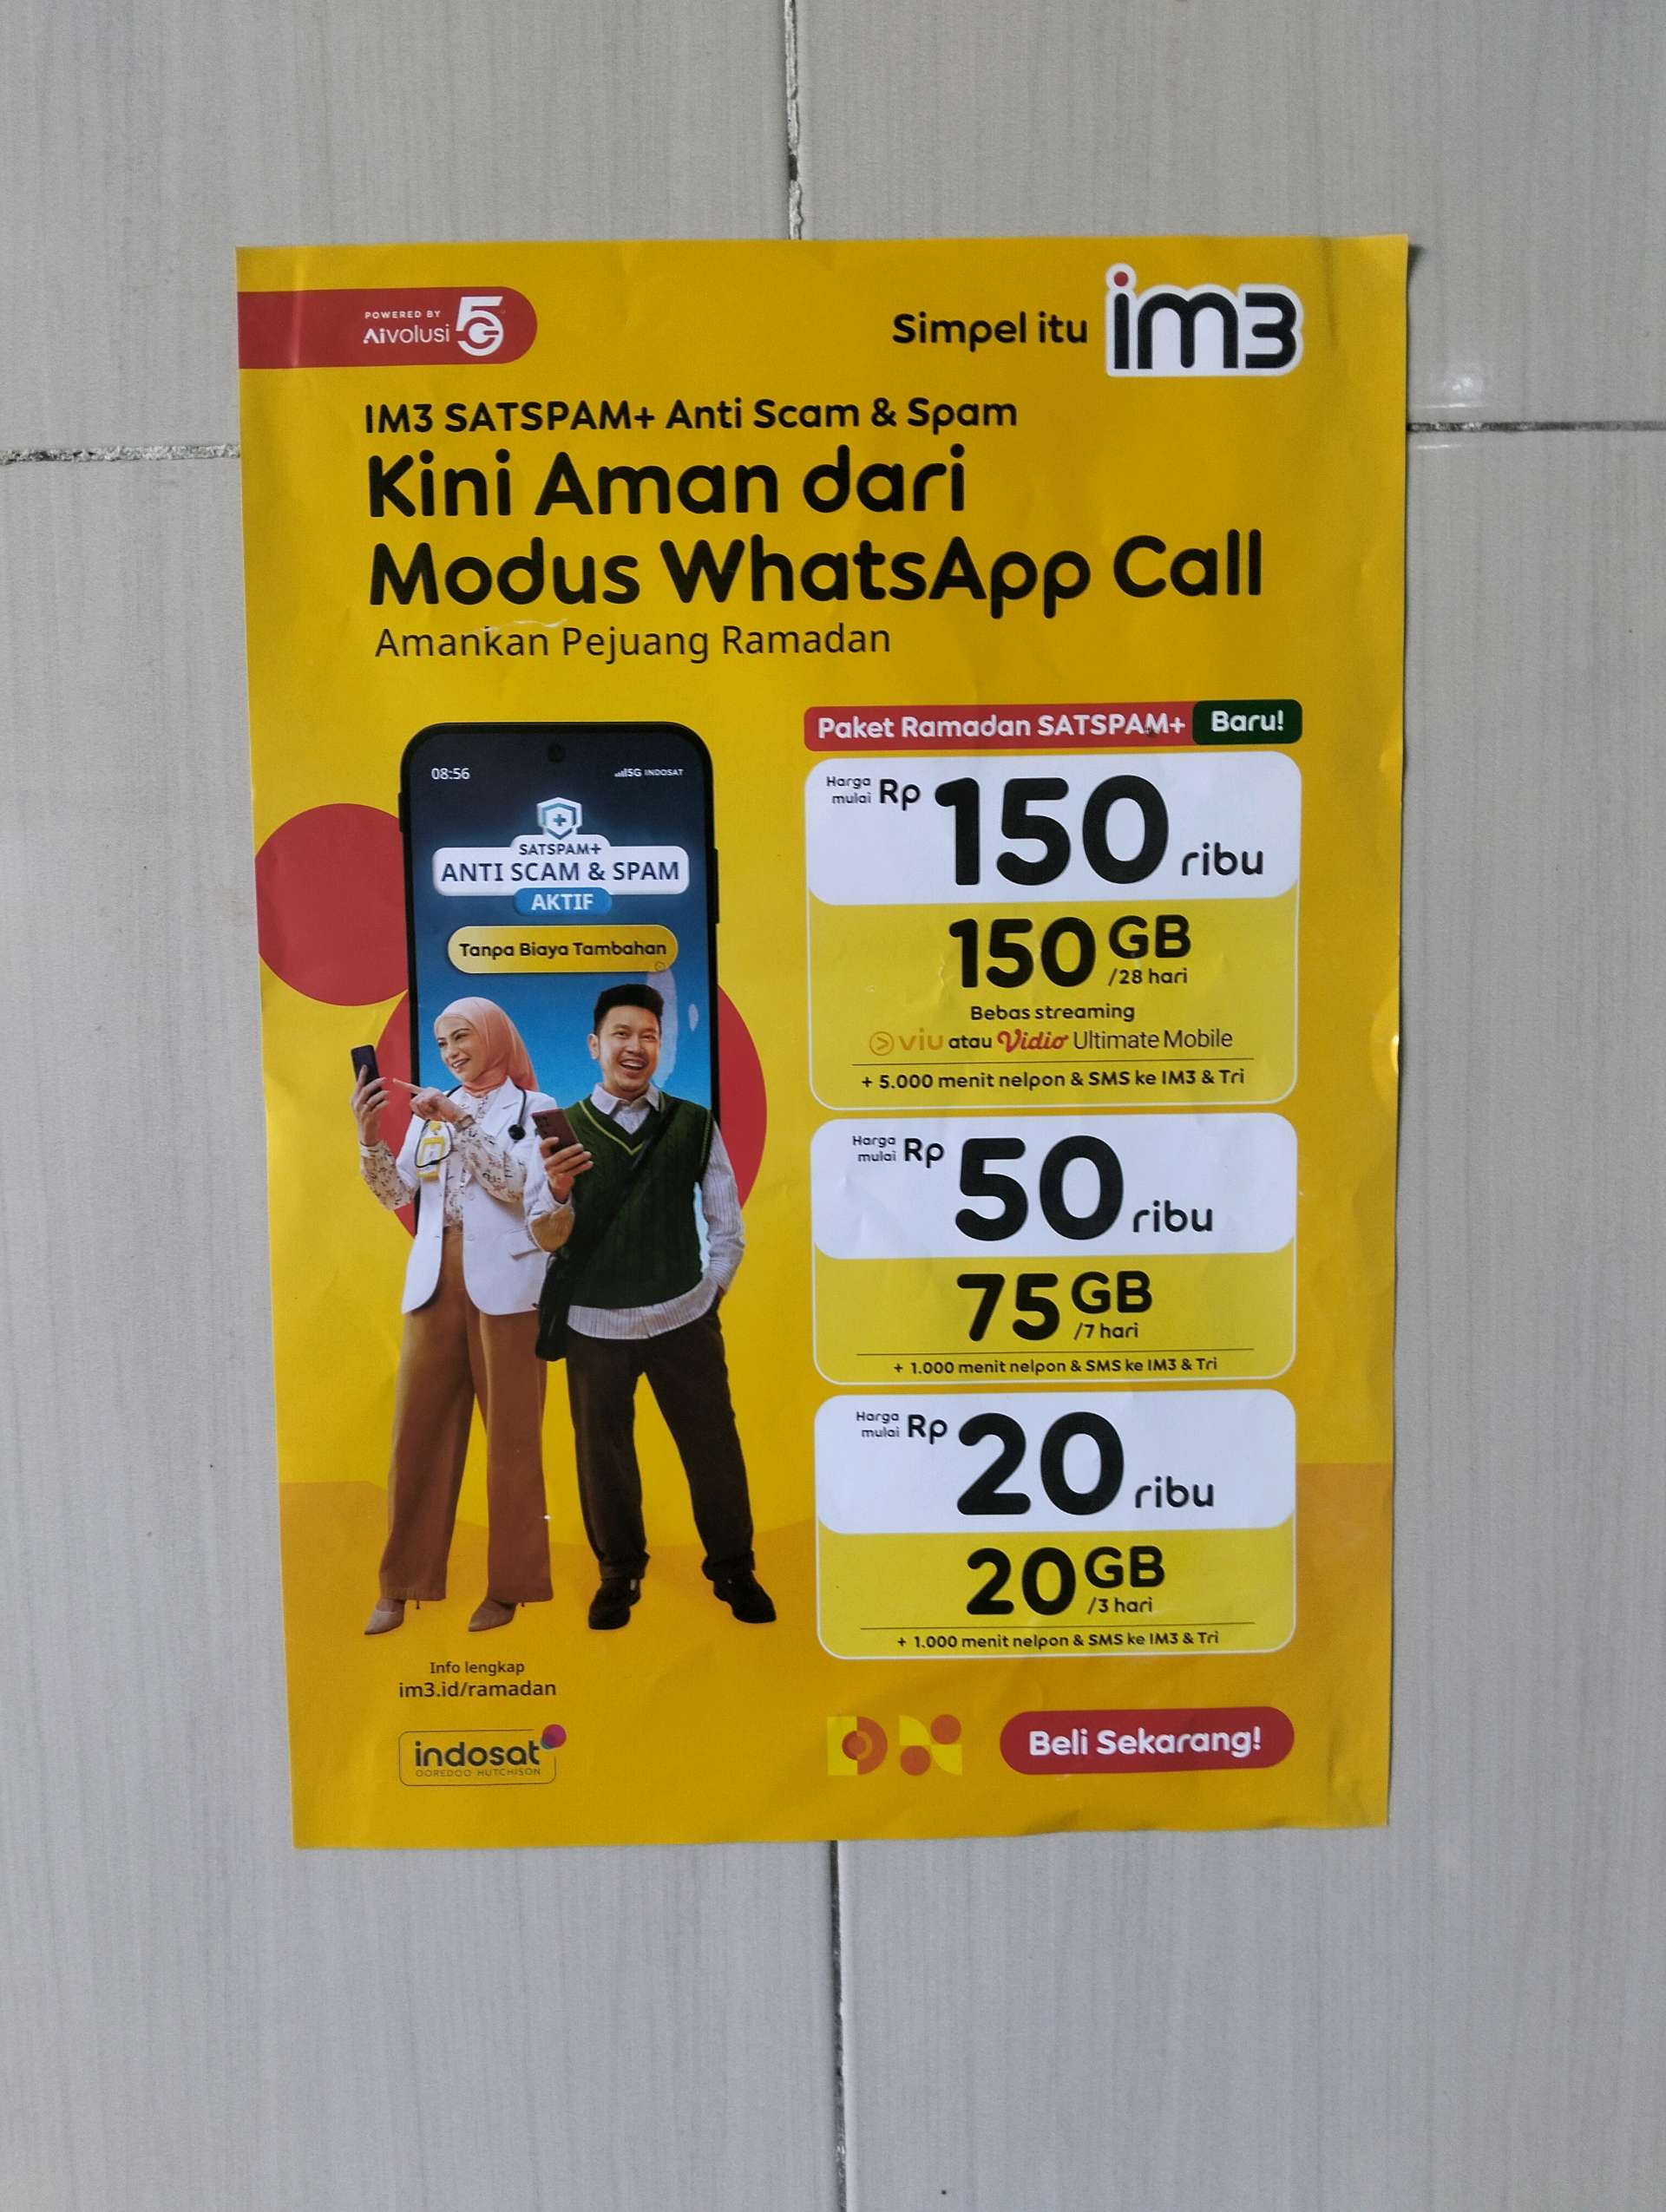 POWERED BY
Aivolusi 5G
Simpel itu im3
IM3 SATSPAM+ Anti Scam & Spam
Kini Aman dari
Modus WhatsApp Call
Amankan Pejuang Ramadan
08:56 5G INDOSAT
SATSPAM+
ANTI SCAM & SPAM
AKTIF
Tanpa Biaya Tambahan
Paket Ramadan SATSPAM+ Baru!
Harga mulai Rp 150 ribu
150 GB
/28 hari
Bebas streaming
viu atau Vidio Ultimate Mobile
+ 5.000 menit nelpon & SMS ke IM3 & Tri
Harga mulai Rp 50 ribu
75 GB
/7 hari
+ 1.000 menit nelpon & SMS ke IM3 & Tri
Harga mulai Rp 20 ribu
20 GB
/3 hari
+ 1.000 menit nelpon & SMS ke IM3 & Tri
Info lengkap
im3.id/ramadan
indosat
OOREDOO HUTCHISON
Beli Sekarang!